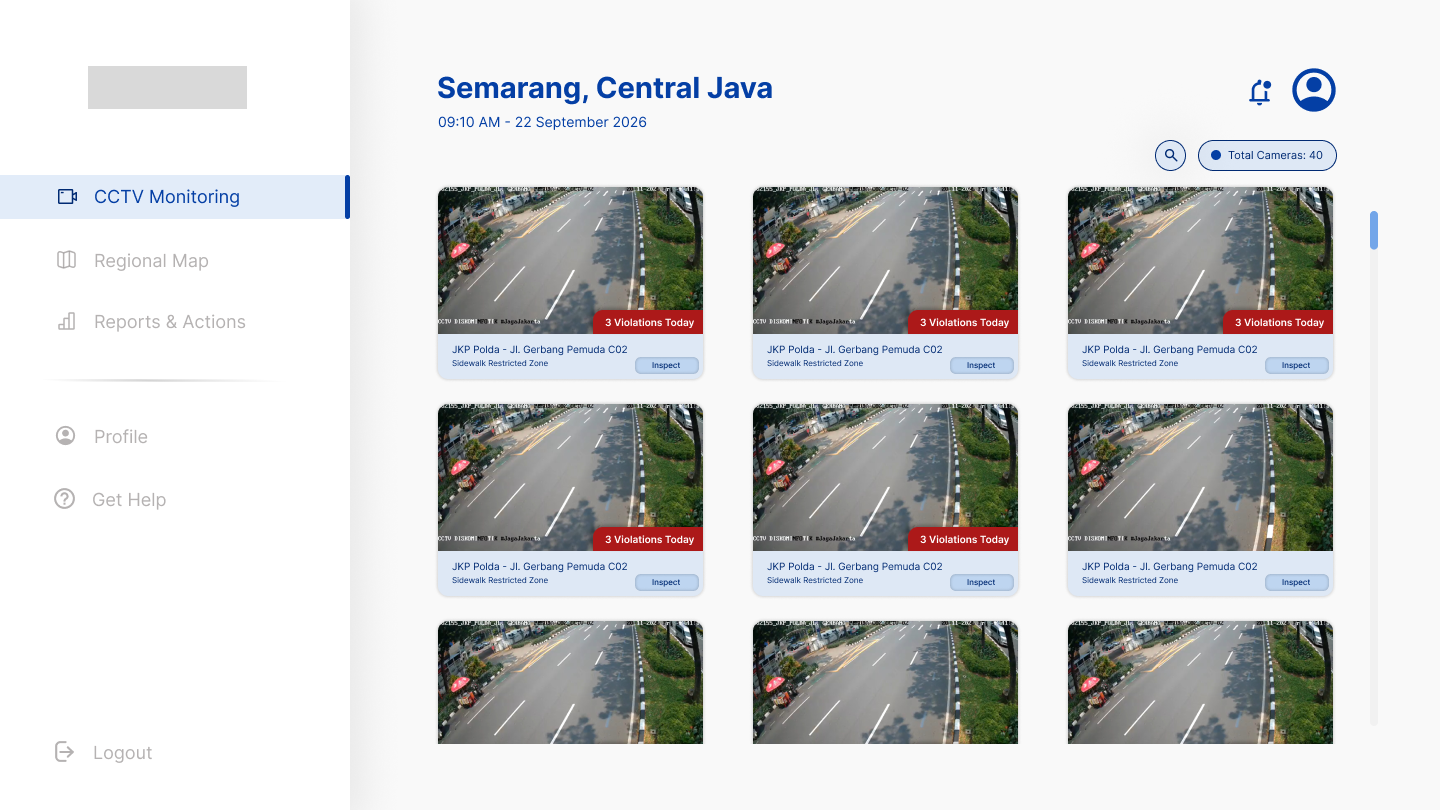 Semarang, Central Java
09:10 AM - 22 September 2026
Total Cameras: 40
CCTV Monitoring
Regional Map
Reports & Actions
Profile
Get Help
Logout
3 Violations Today
JKP Polda - Jl. Gerbang Pemuda C02
Sidewalk Restricted Zone
Inspect
3 Violations Today
JKP Polda - Jl. Gerbang Pemuda C02
Sidewalk Restricted Zone
Inspect
3 Violations Today
JKP Polda - Jl. Gerbang Pemuda C02
Sidewalk Restricted Zone
Inspect
3 Violations Today
JKP Polda - Jl. Gerbang Pemuda C02
Sidewalk Restricted Zone
Inspect
3 Violations Today
JKP Polda - Jl. Gerbang Pemuda C02
Sidewalk Restricted Zone
Inspect
JKP Polda - Jl. Gerbang Pemuda C02
Sidewalk Restricted Zone
Inspect